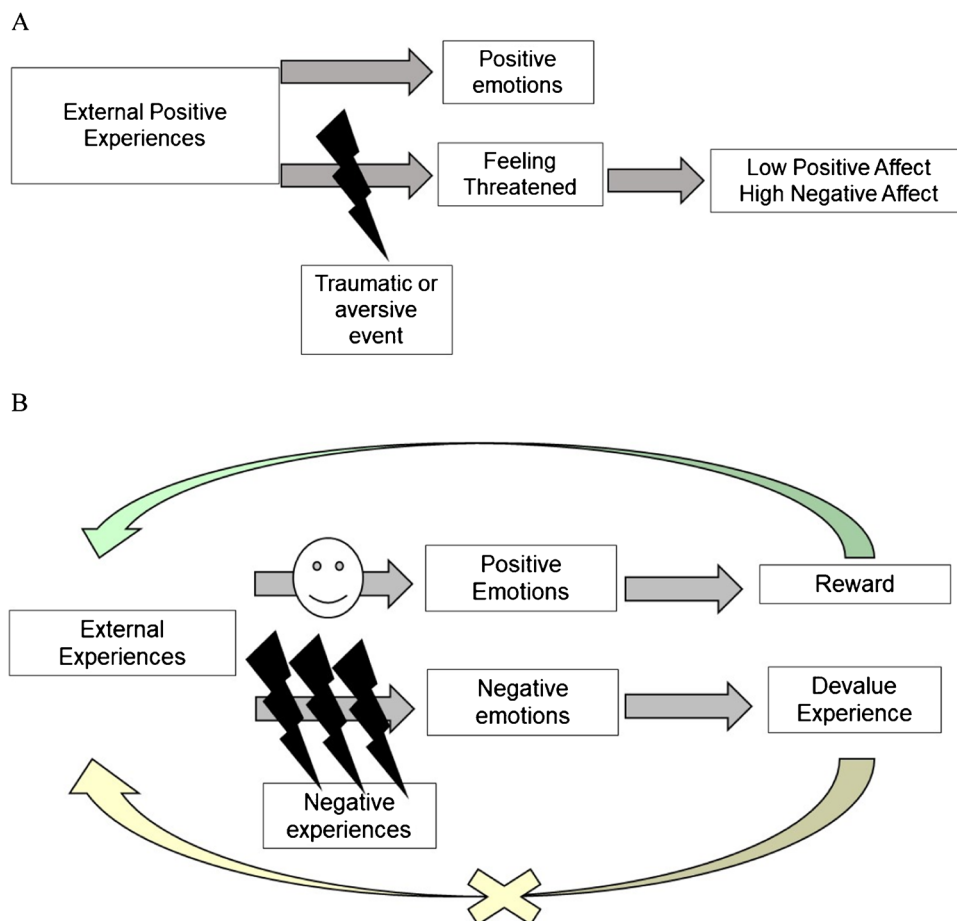 A
External Positive
Experiences
Positive
emotions
Feeling
Threatened
Low Positive Affect
High Negative Affect
Traumatic or
aversive
event
B
External
Experiences
Positive
Emotions
Reward
Negative
emotions
Devalue
Experience
Negative
experiences